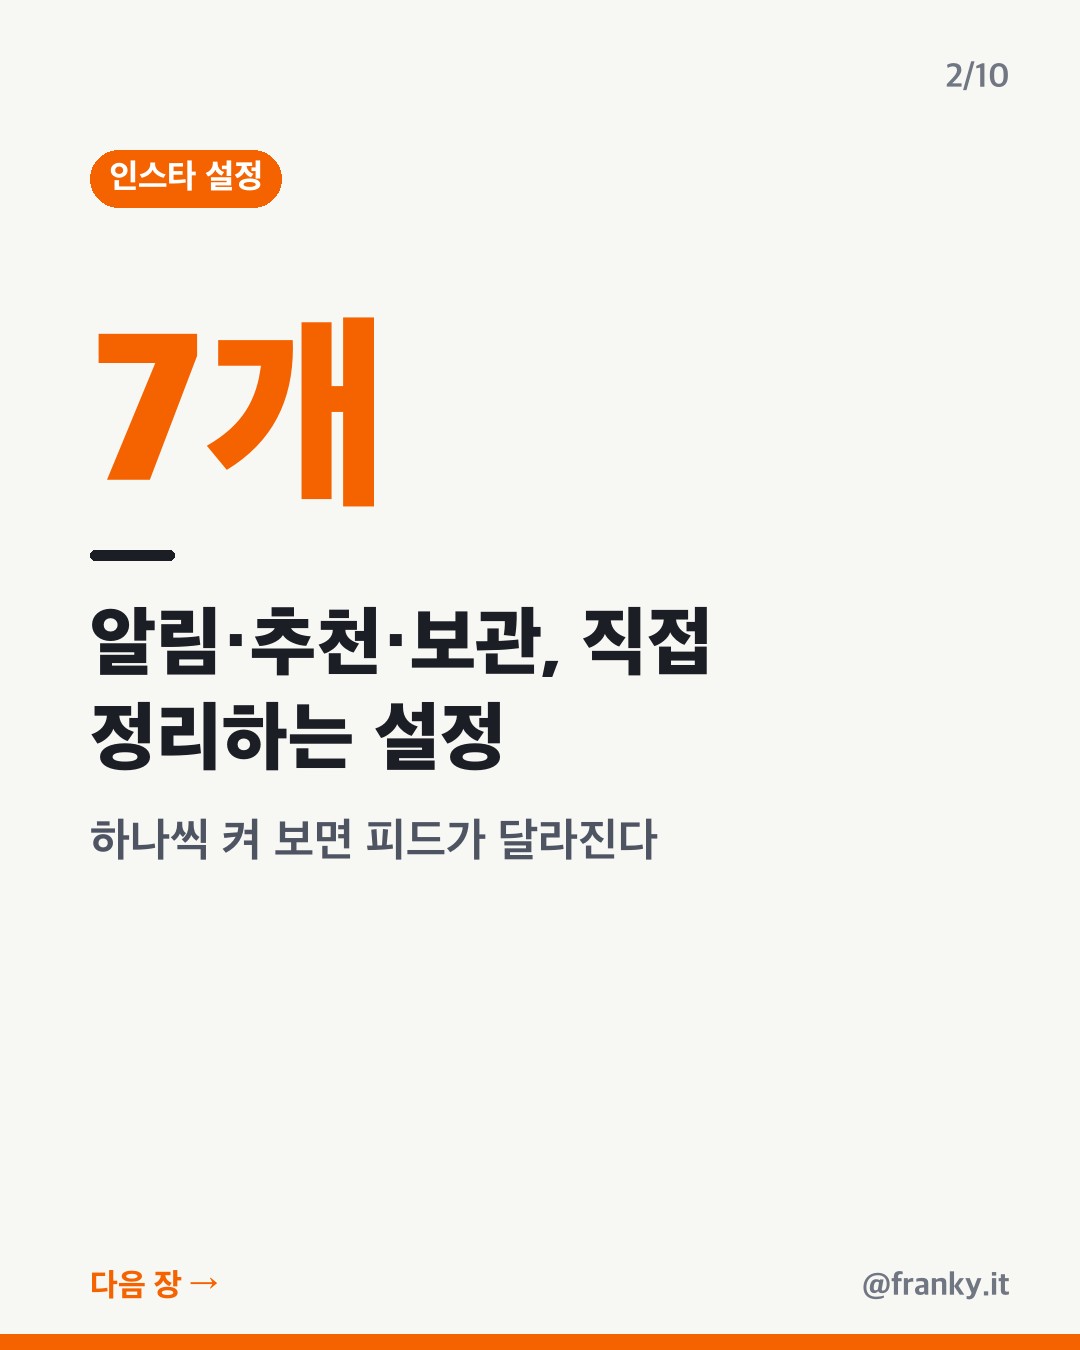 2/10
인스타 설정
7개
알림·추천·보관, 직접
정리하는 설정
하나씩 켜 보면 피드가 달라진다
다음 장 →
@franky.it